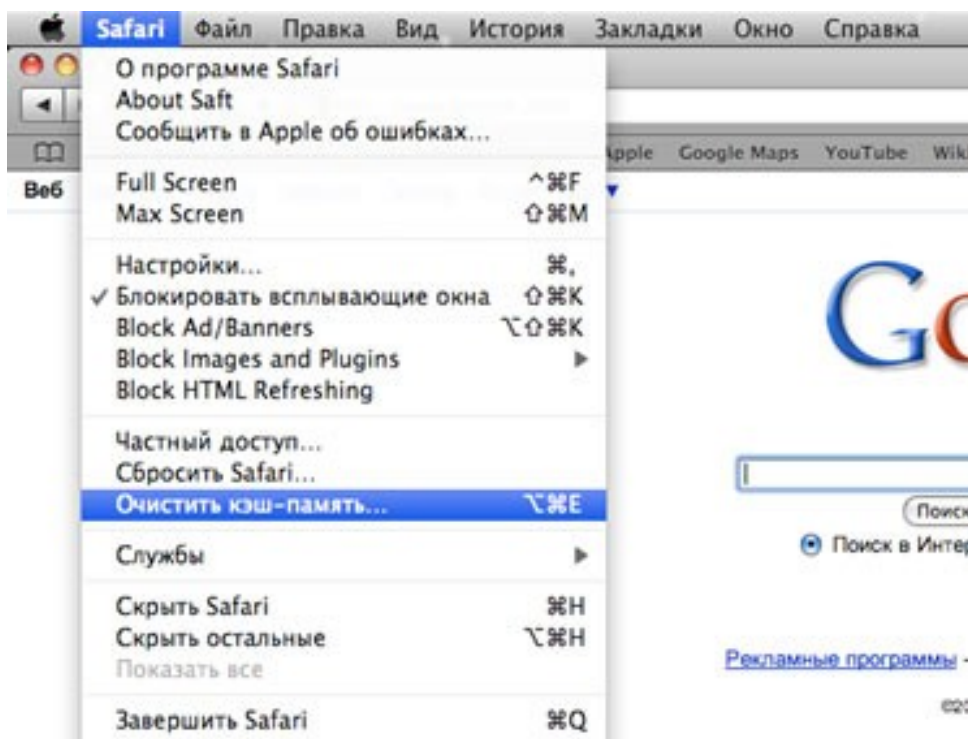 Safari Файл Правка Вид История Закладки Окно Справка
О программе Safari
About Saft
Сообщить в Apple об ошибках...
Apple Google Maps YouTube
Веб
Full Screen ^⌘F
Max Screen ⇧⌘M
Настройки... ⌘,
✓ Блокировать всплывающие окна ⇧⌘K
Block Ad/Banners ⌥⇧⌘K
Block Images and Plugins ▶
Block HTML Refreshing
Частный доступ...
Сбросить Safari...
Очистить кэш-память... ⌥⌘E
Поиск
Поиск в
Службы ▶
Скрыть Safari ⌘H
Скрыть остальные ⌥⌘H
Показать все
Рекламные программы -
Завершить Safari ⌘Q